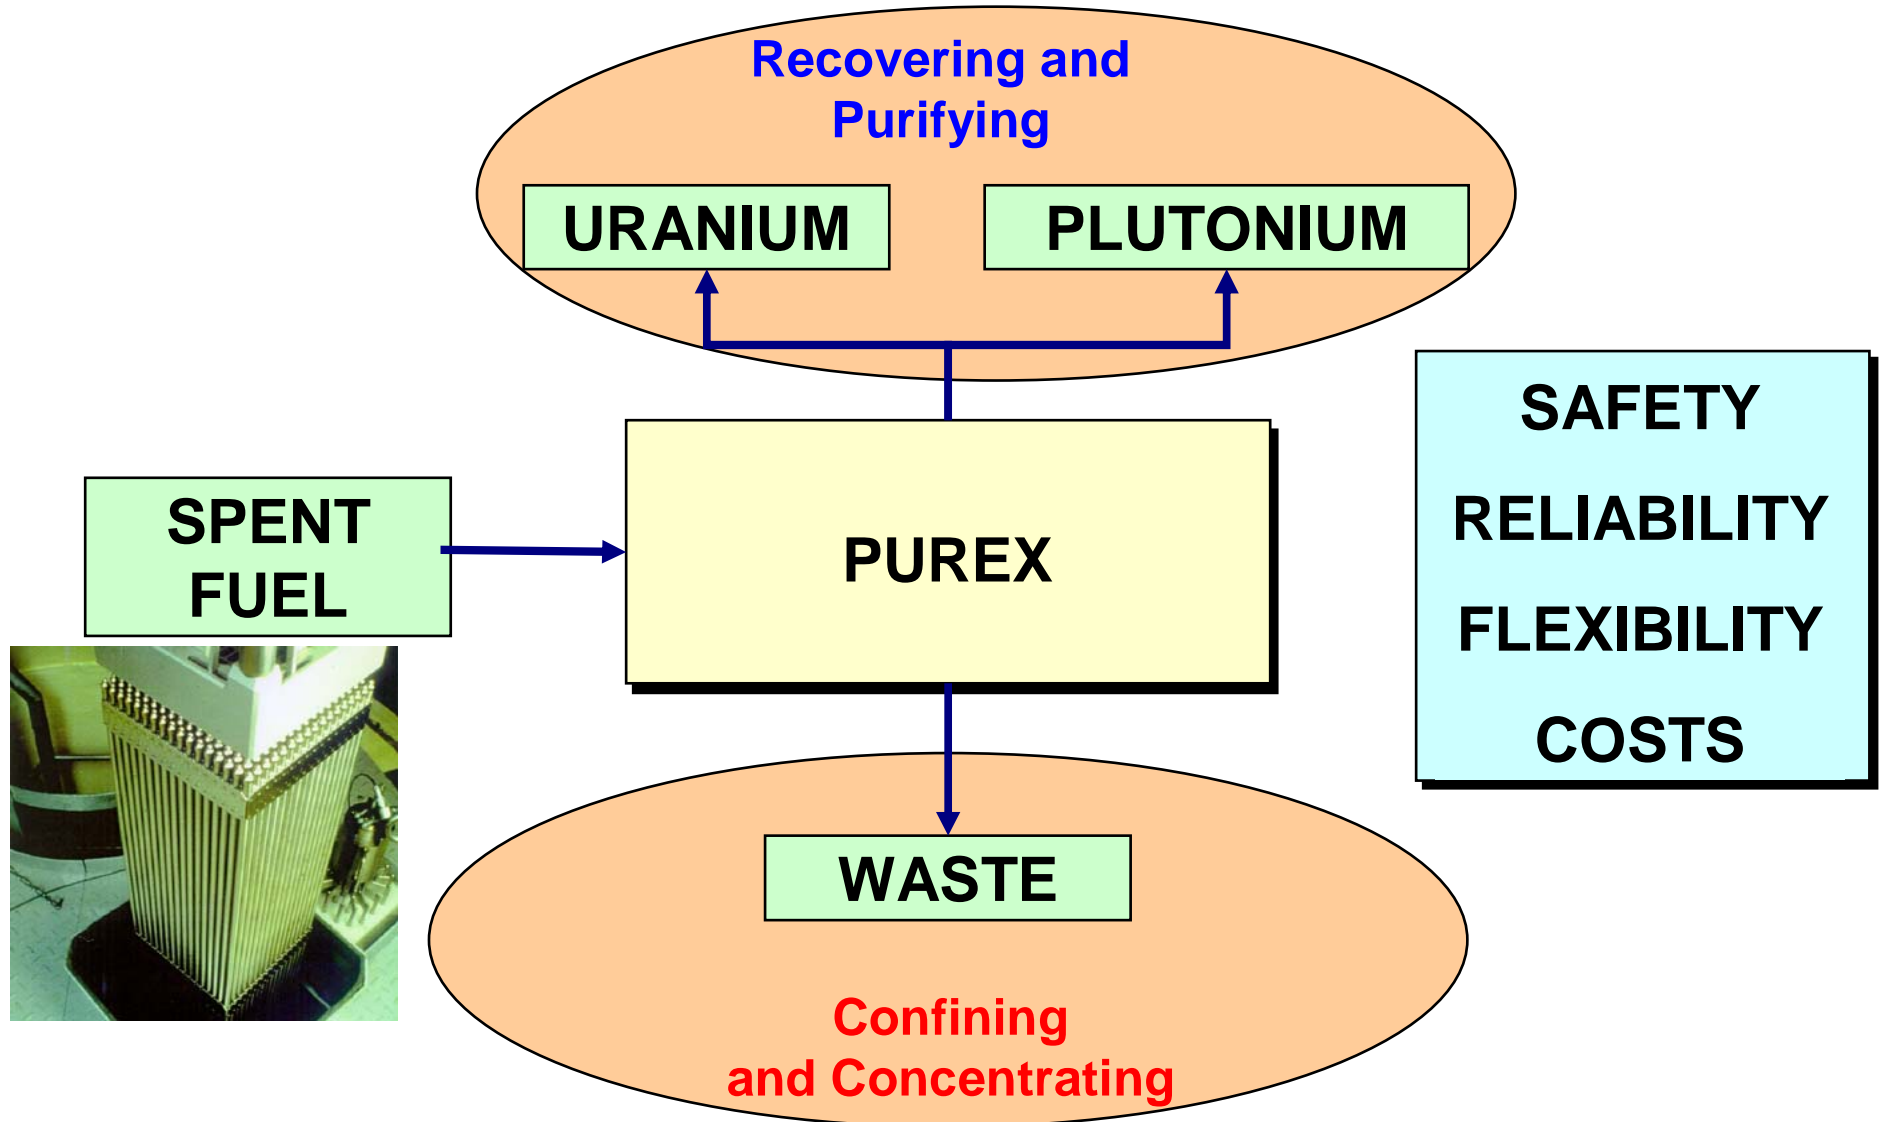 Recovering and
Purifying
URANIUM
PLUTONIUM
SPENT
FUEL
PUREX
SAFETY
RELIABILITY
FLEXIBILITY
COSTS
WASTE
Confining
and Concentrating